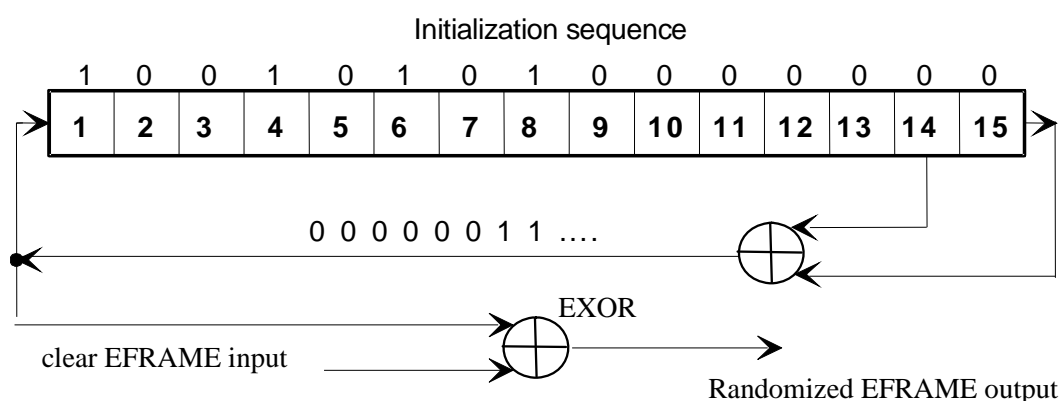 Initialization sequence
1 0 0 1 0 1 0 1 0 0 0 0 0 0 0
1 2 3 4 5 6 7 8 9 10 11 12 13 14 15
0 0 0 0 0 0 1 1 ....
EXOR
clear EFRAME input
Randomized EFRAME output